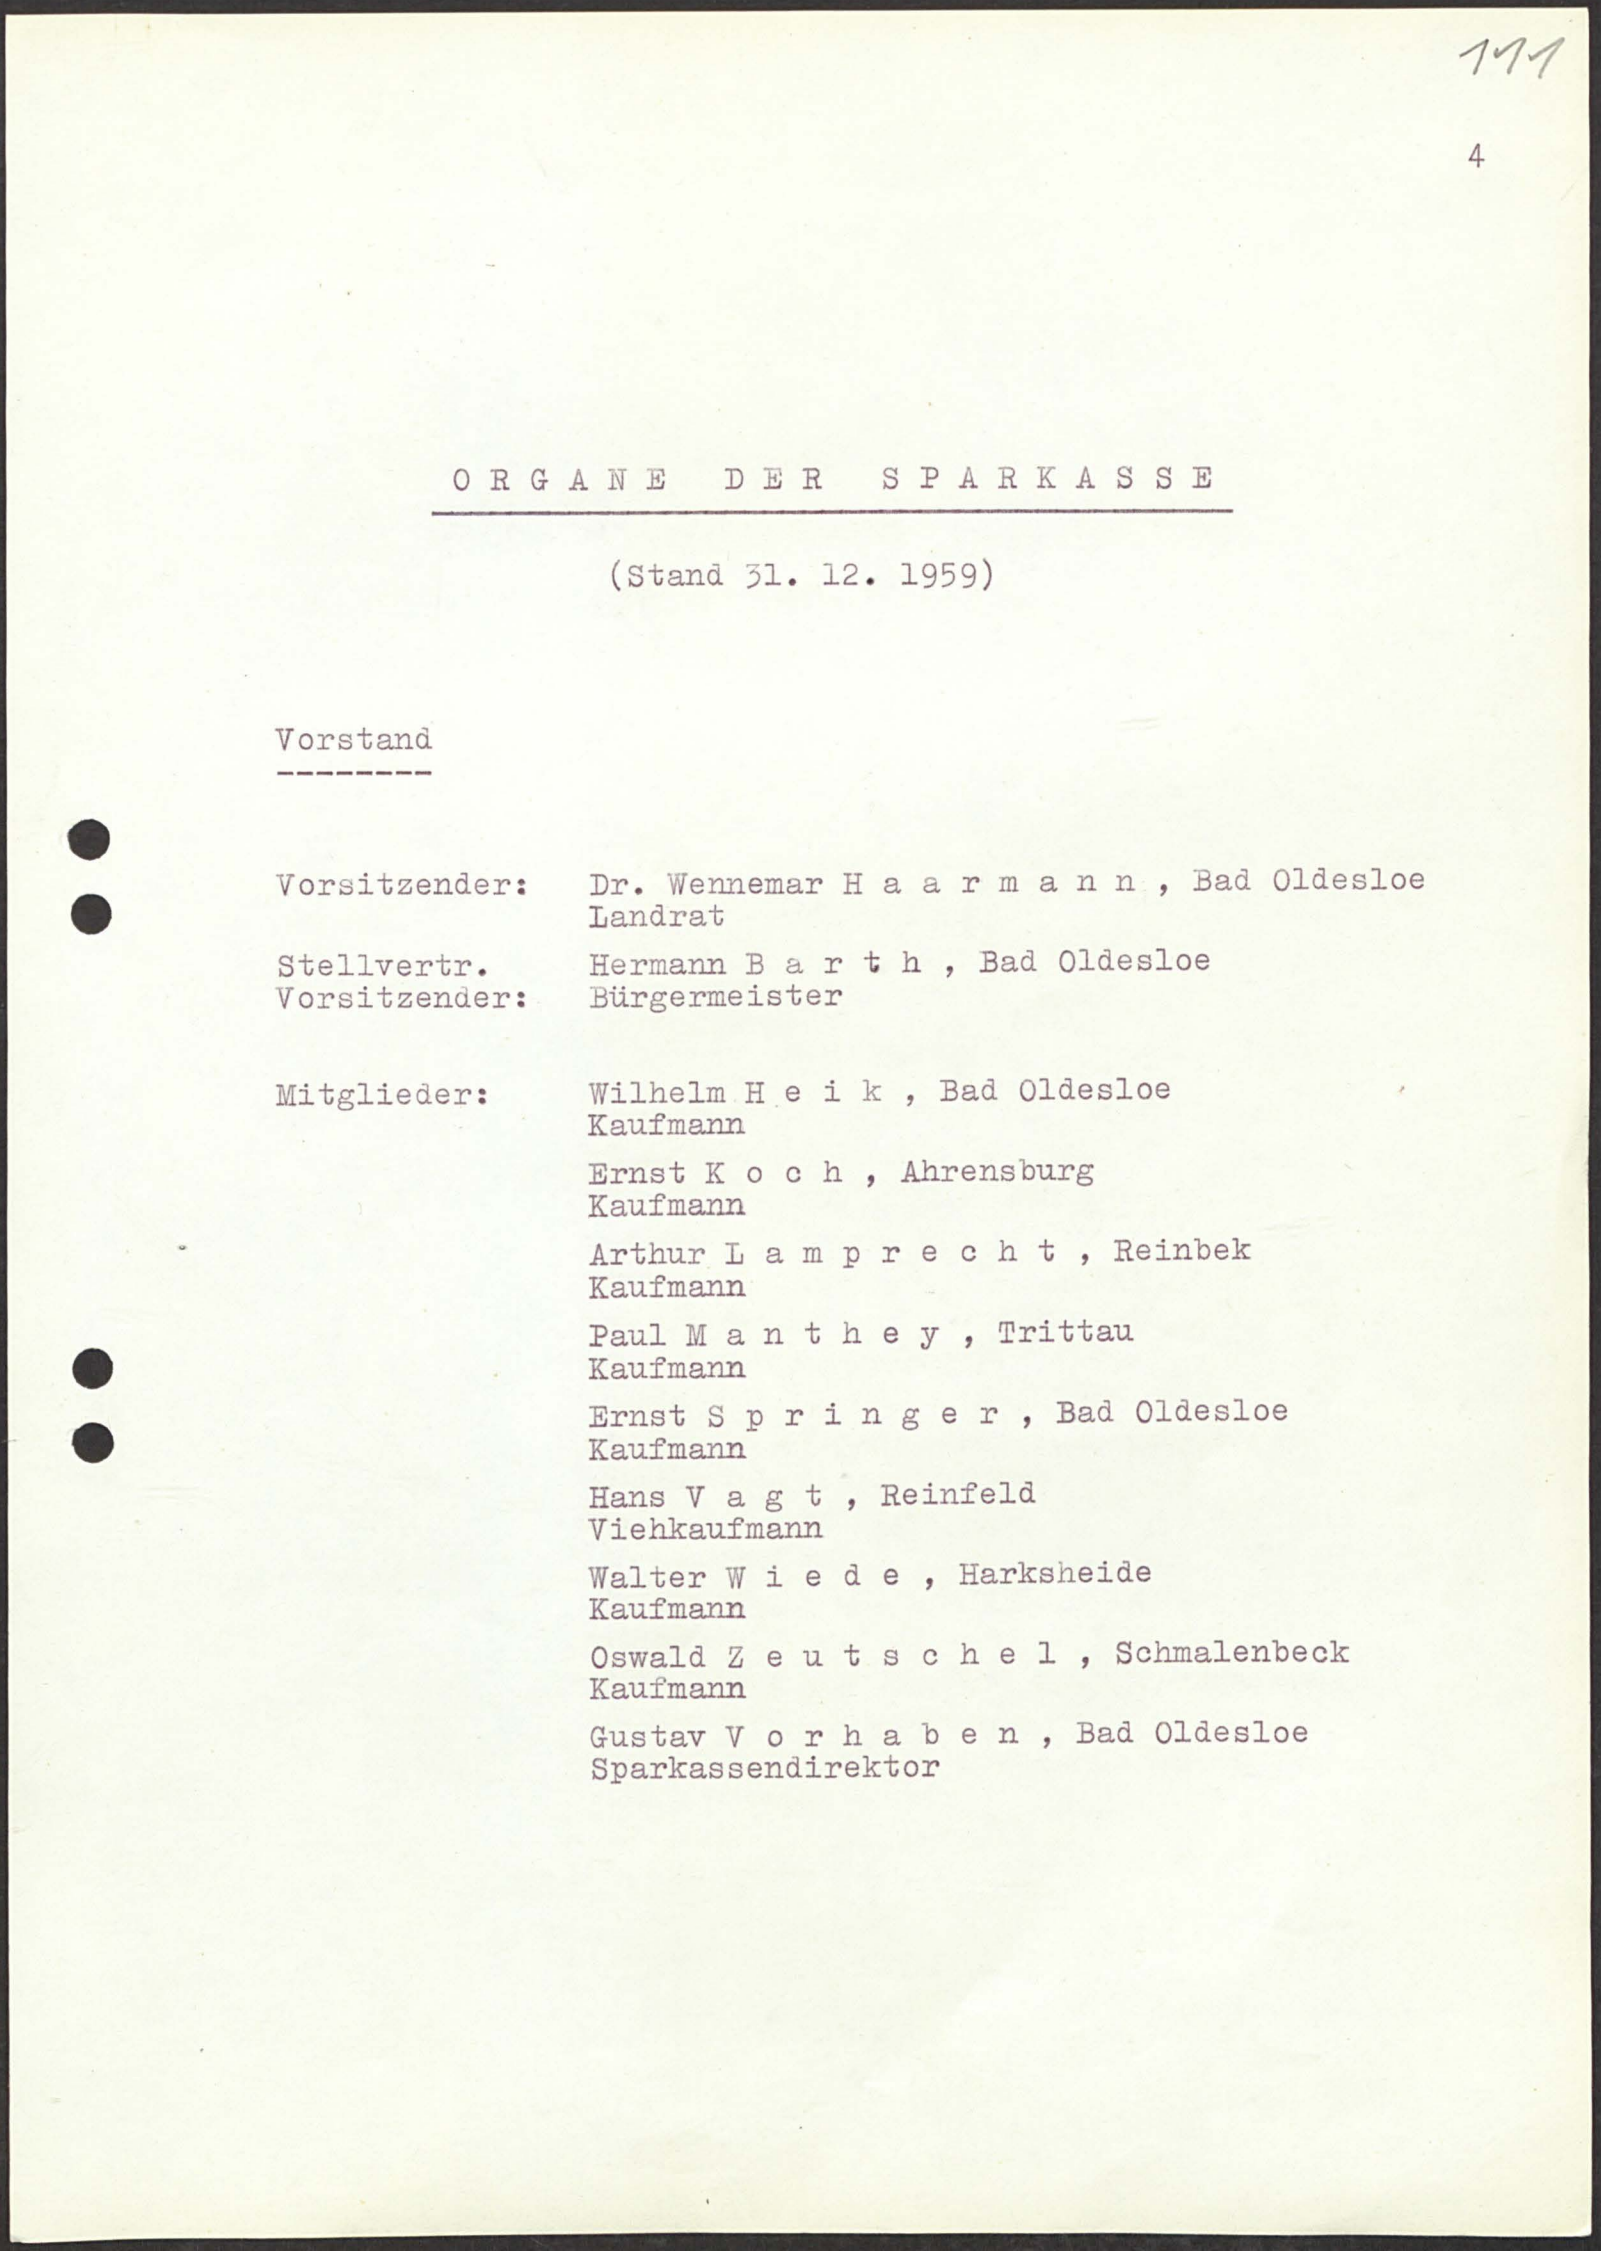 111
4
O R G A N E   D E R   S P A R K A S S E
(Stand 31. 12. 1959)
Vorstand
--------
Vorsitzender: Dr. Wennemar H a a r m a n n , Bad Oldesloe
Landrat
Stellvertr. Hermann B a r t h , Bad Oldesloe
Vorsitzender: Bürgermeister
Mitglieder: Wilhelm H e i k , Bad Oldesloe
Kaufmann
Ernst K o c h , Ahrensburg
Kaufmann
Arthur L a m p r e c h t , Reinbek
Kaufmann
Paul M a n t h e y , Trittau
Kaufmann
Ernst S p r i n g e r , Bad Oldesloe
Kaufmann
Hans V a g t , Reinfeld
Viehkaufmann
Walter W i e d e , Harksheide
Kaufmann
Oswald Z e u t s c h e l , Schmalenbeck
Kaufmann
Gustav V o r h a b e n , Bad Oldesloe
Sparkassendirektor